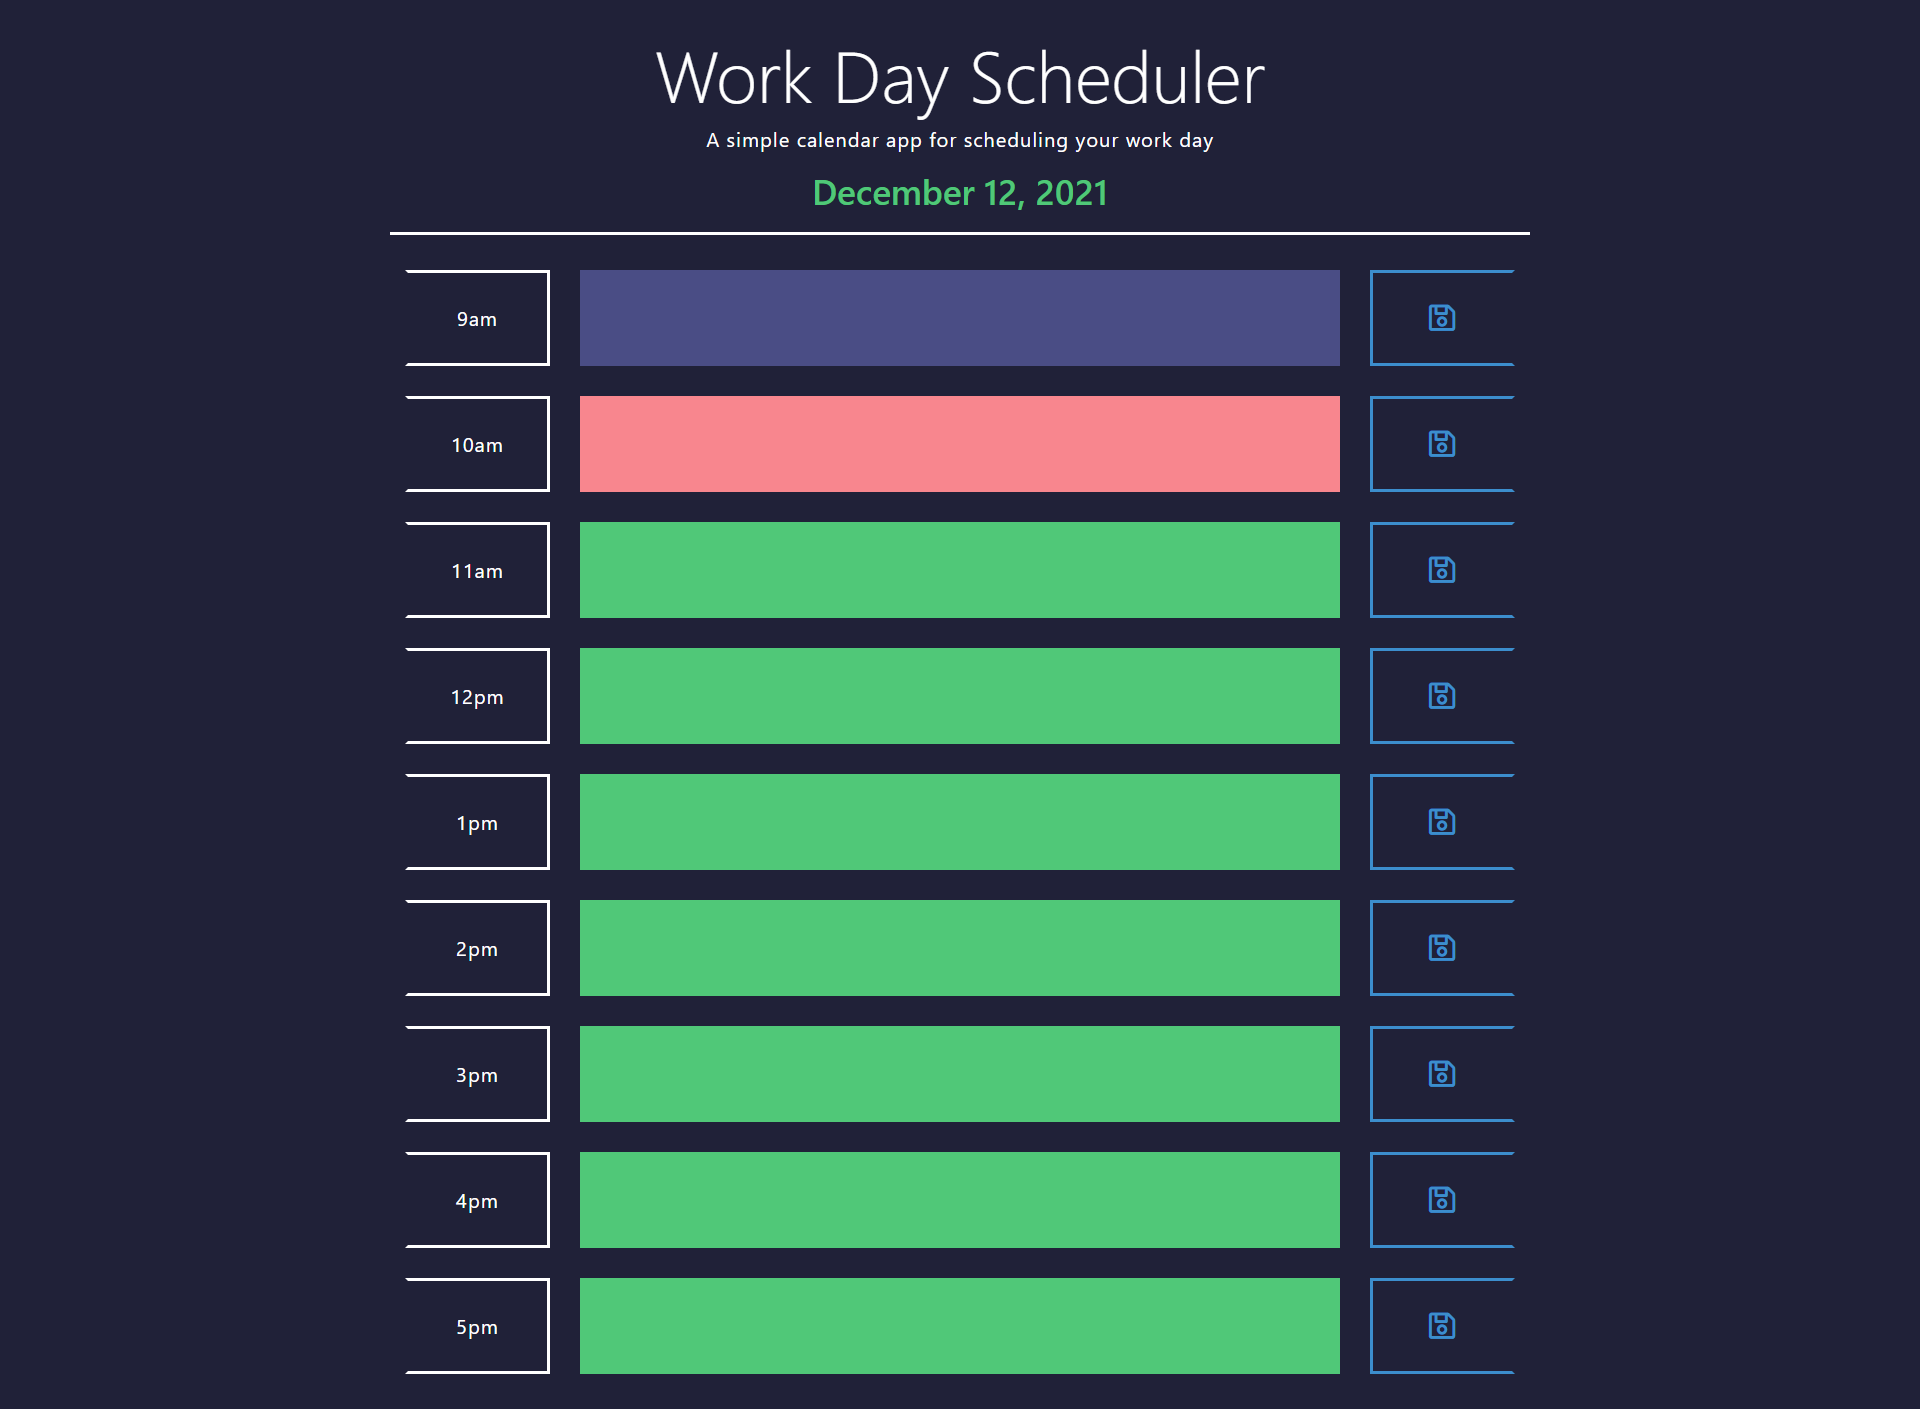 Work Day Scheduler
A simple calendar app for scheduling your work day
December 12, 2021
9am
10am
11am
12pm
1pm
2pm
3pm
4pm
5pm